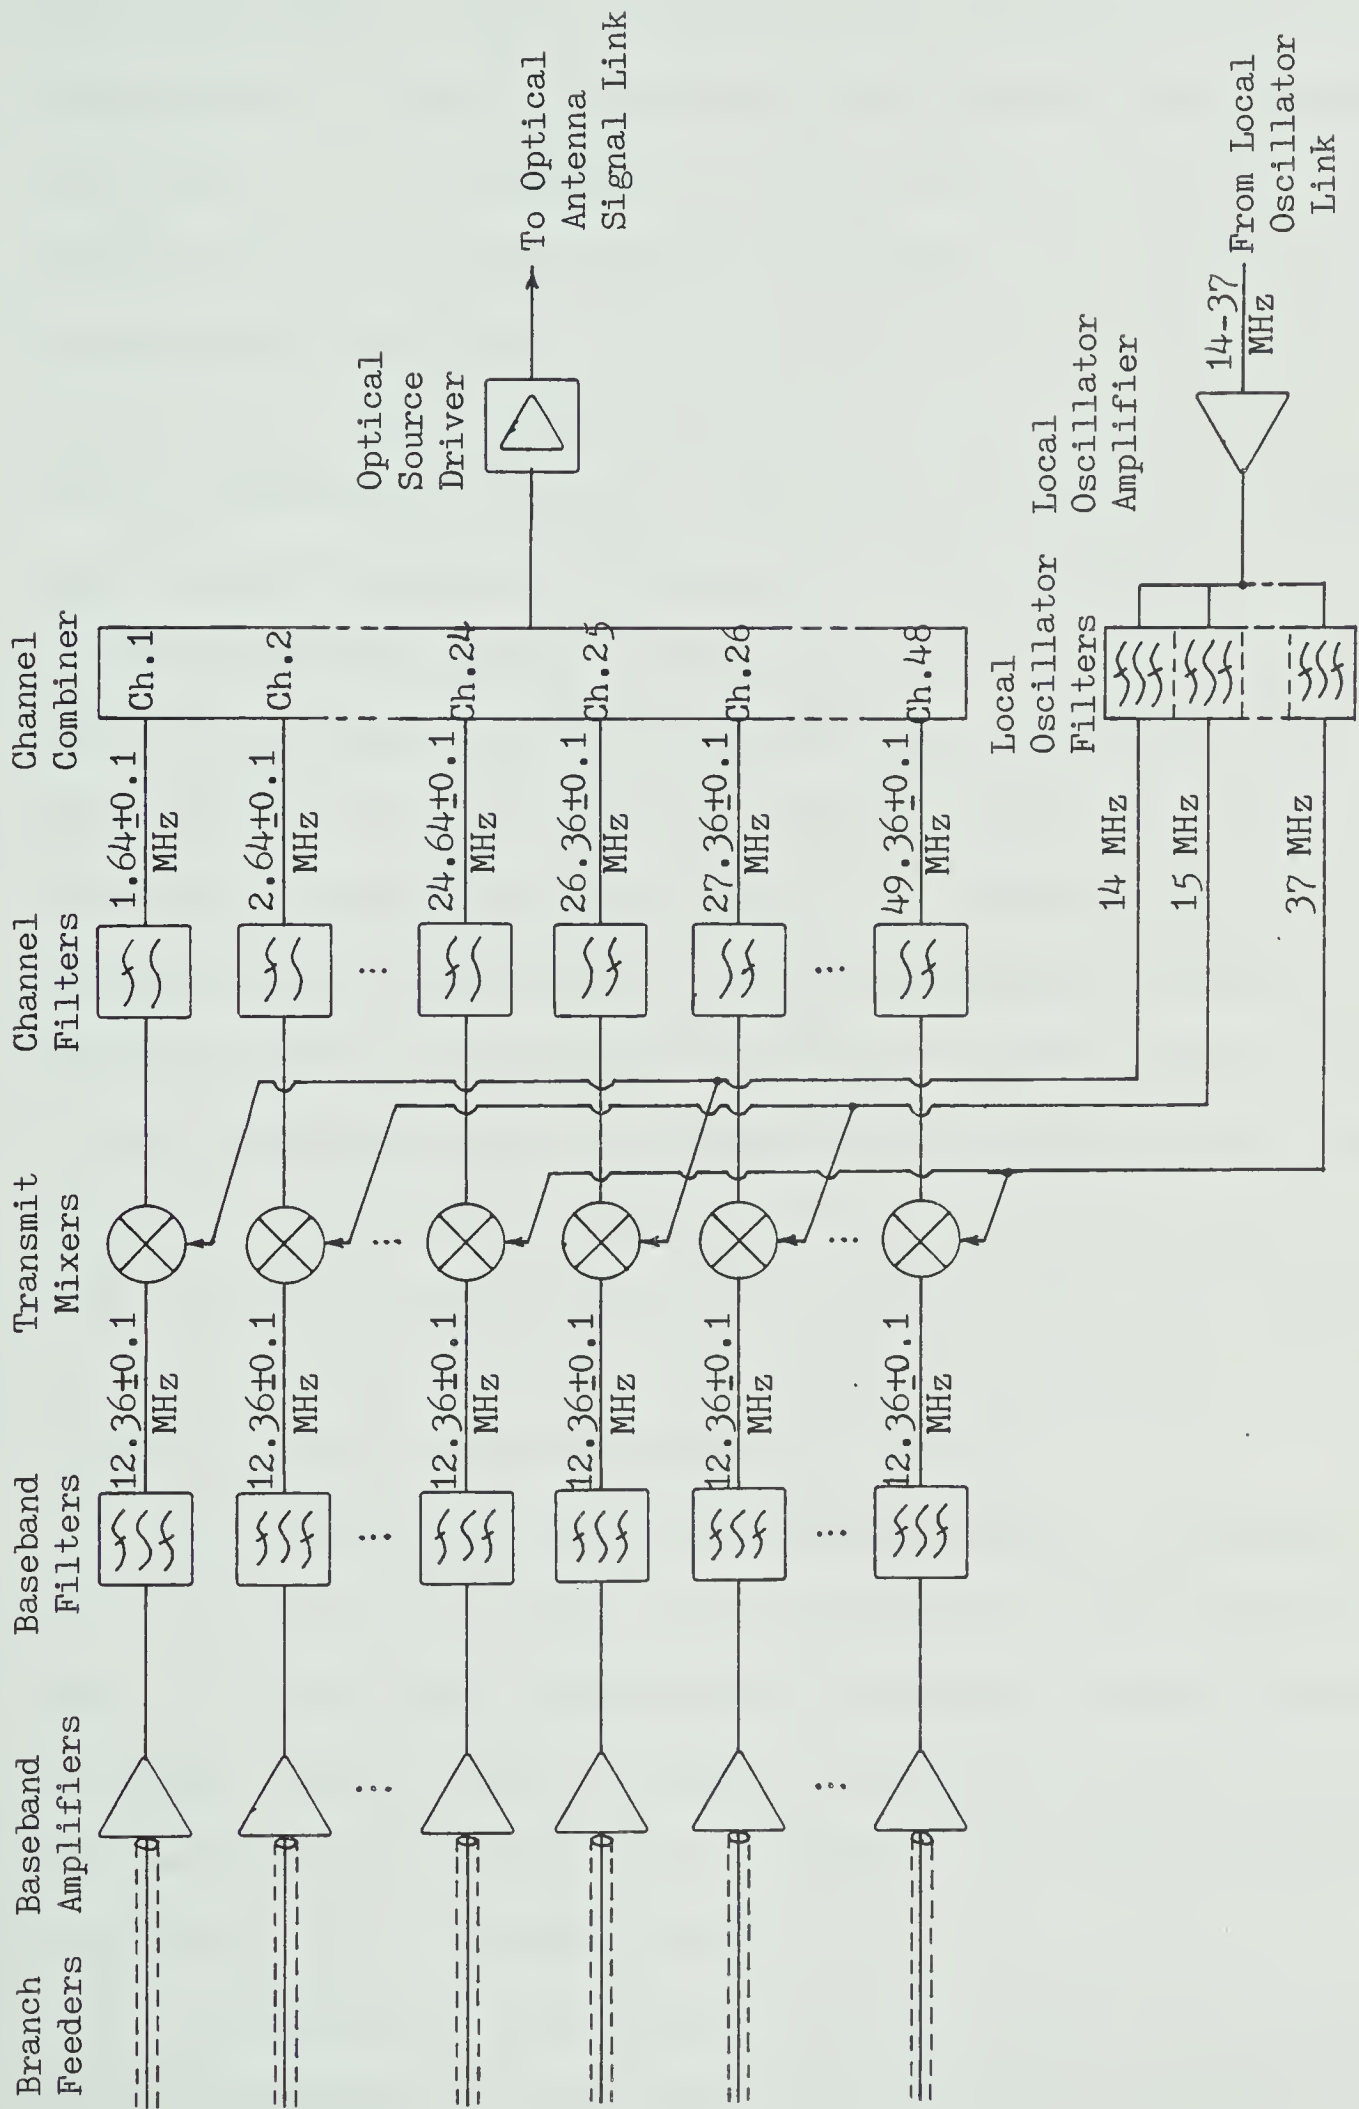 Branch
Feeders
Baseband
Amplifiers
Baseband
Filters
Transmit
Mixers
Channel
Filters
Channel
Combiner
12.36±0.1
MHz
1.64±0.1
MHz
Ch.1
12.36±0.1
MHz
2.64±0.1
MHz
Ch.2
...
...
...
...
12.36±0.1
MHz
24.64±0.1
MHz
Ch.24
12.36±0.1
MHz
26.36±0.1
MHz
Ch.25
12.36±0.1
MHz
27.36±0.1
MHz
Ch.26
...
...
...
...
12.36±0.1
MHz
49.36±0.1
MHz
Ch.48
Optical
Source
Driver
To Optical
Antenna
Signal Link
Local
Oscillator
Filters
Local
Oscillator
Amplifier
14 MHz
15 MHz
37 MHz
14-37
MHz
From Local
Oscillator
Link